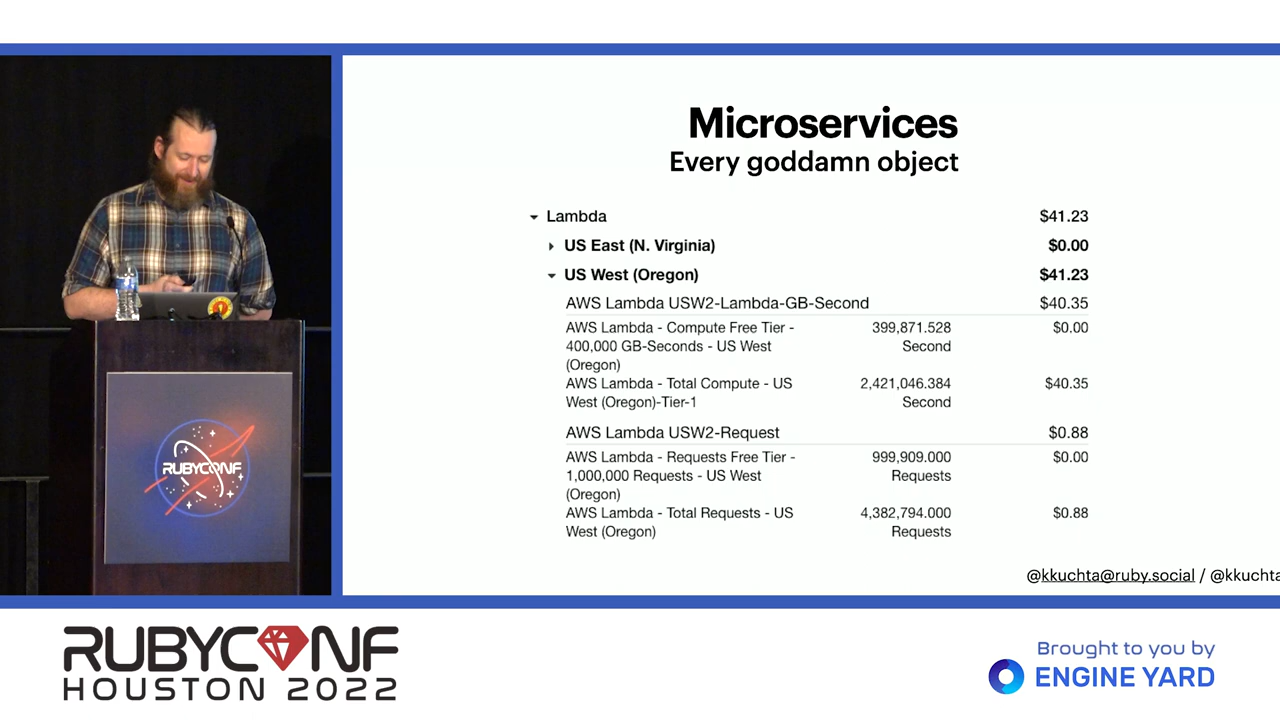 Microservices
Every goddamn object
Lambda $41.23
US East (N. Virginia) $0.00
US West (Oregon) $41.23
AWS Lambda USW2-Lambda-GB-Second $40.35
AWS Lambda - Compute Free Tier - 399,871.528 $0.00
400,000 GB-Seconds - US West Second
(Oregon)
AWS Lambda - Total Compute - US 2,421,046.384 $40.35
West (Oregon)-Tier-1 Second
AWS Lambda USW2-Request $0.88
AWS Lambda - Requests Free Tier - 999,909.000 $0.00
1,000,000 Requests - US West Requests
(Oregon)
AWS Lambda - Total Requests - US 4,382,794.000 $0.88
West (Oregon) Requests
@kkuchta@ruby.social / @kkuchta
RUBYCONF
RUBYCONF
HOUSTON 2022
Brought to you by
ENGINE YARD